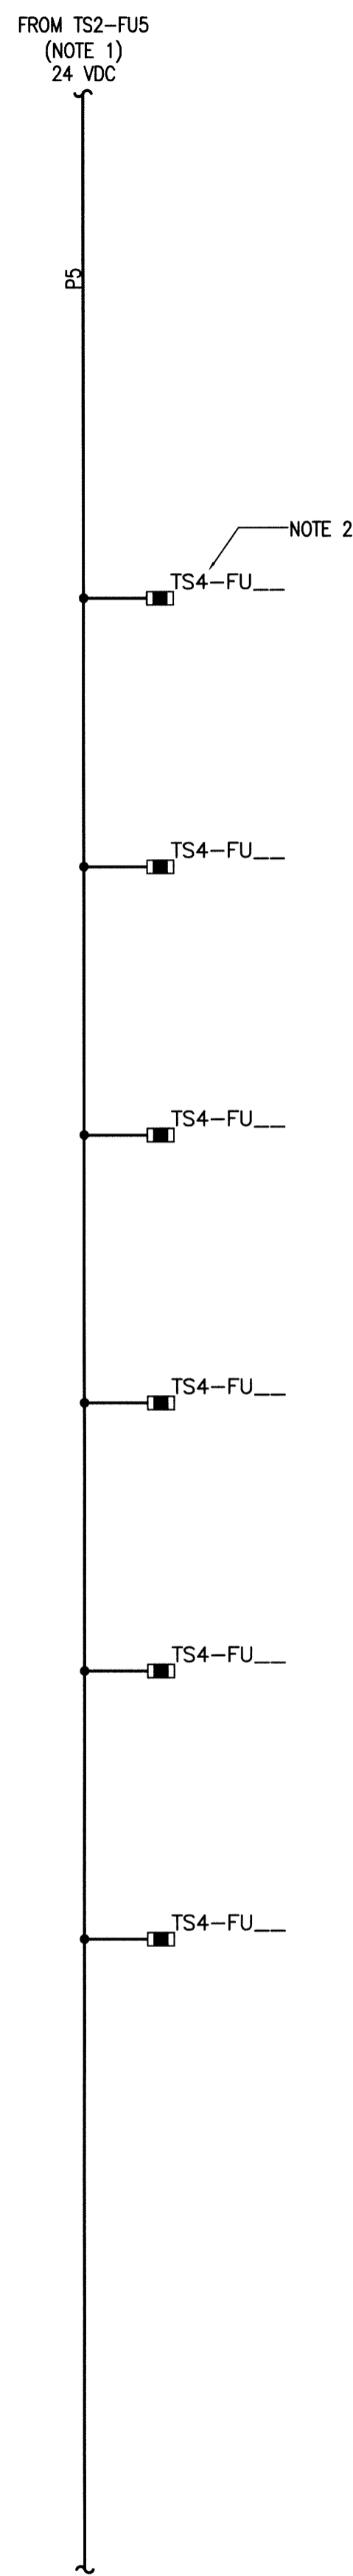 FROM TS2-FU5
(NOTE 1)
24 VDC
P5
NOTE 2
TS4-FU__
TS4-FU__
TS4-FU__
TS4-FU__
TS4-FU__
TS4-FU__